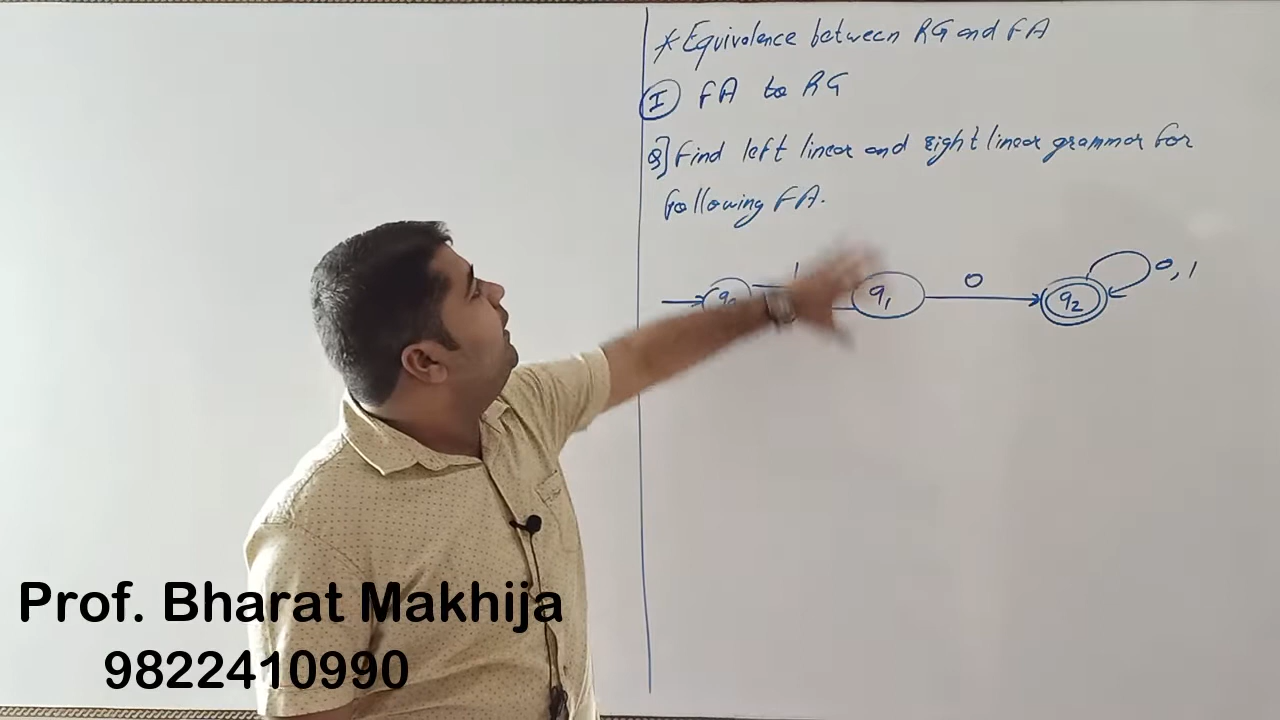 * Equivalence between RG and FA
I FA to RG
Q] Find left linear and right linear grammar for
following FA.
1 0 0, 1
q1 q2
Prof. Bharat Makhija
9822410990